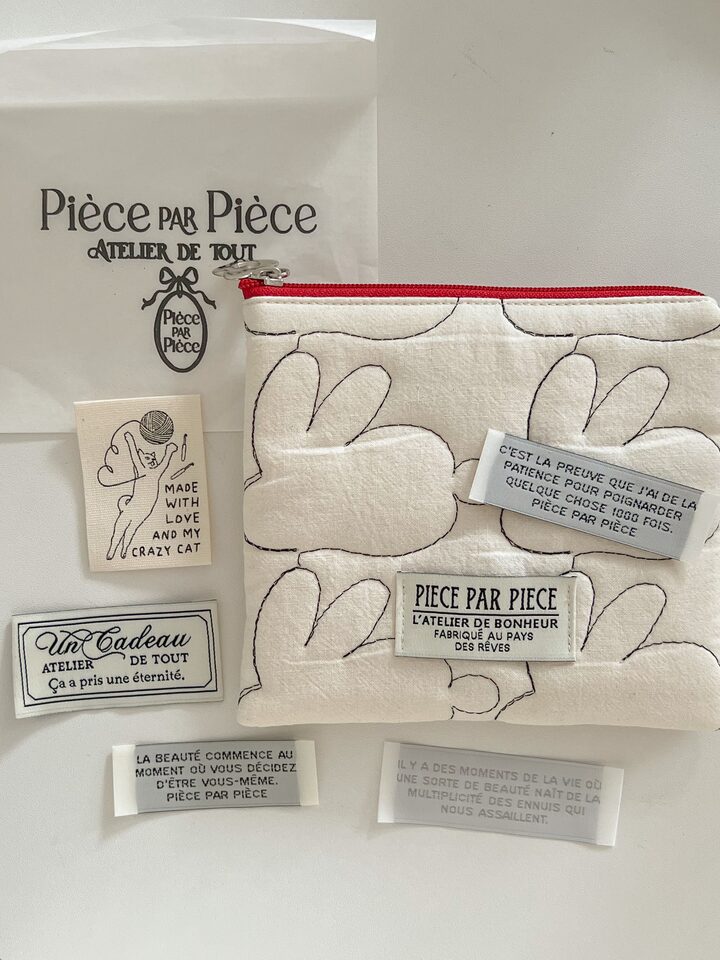 Pièce PAR Pièce
ATELIER DE TOUT
Pièce
PAR
Pièce
MADE
WITH
LOVE
AND MY
CRAZY CAT
C'EST LA PREUVE QUE J'AI DE LA
PATIENCE POUR POIGNARDER
QUELQUE CHOSE 1000 FOIS.
PIÈCE PAR PIÈCE
PIECE PAR PIECE
L'ATELIER DE BONHEUR
FABRIQUÉ AU PAYS
DES RÊVES
Un Cadeau
ATELIER DE TOUT
Ça a pris une éternité.
LA BEAUTÉ COMMENCE AU
MOMENT OÙ VOUS DÉCIDEZ
D'ÊTRE VOUS-MÊME.
PIÈCE PAR PIÈCE
IL Y A DES MOMENTS DE LA VIE OÙ
UNE SORTE DE BEAUTÉ NAÎT DE LA
MULTIPLICITÉ DES ENNUIS QUI
NOUS ASSAILLENT.